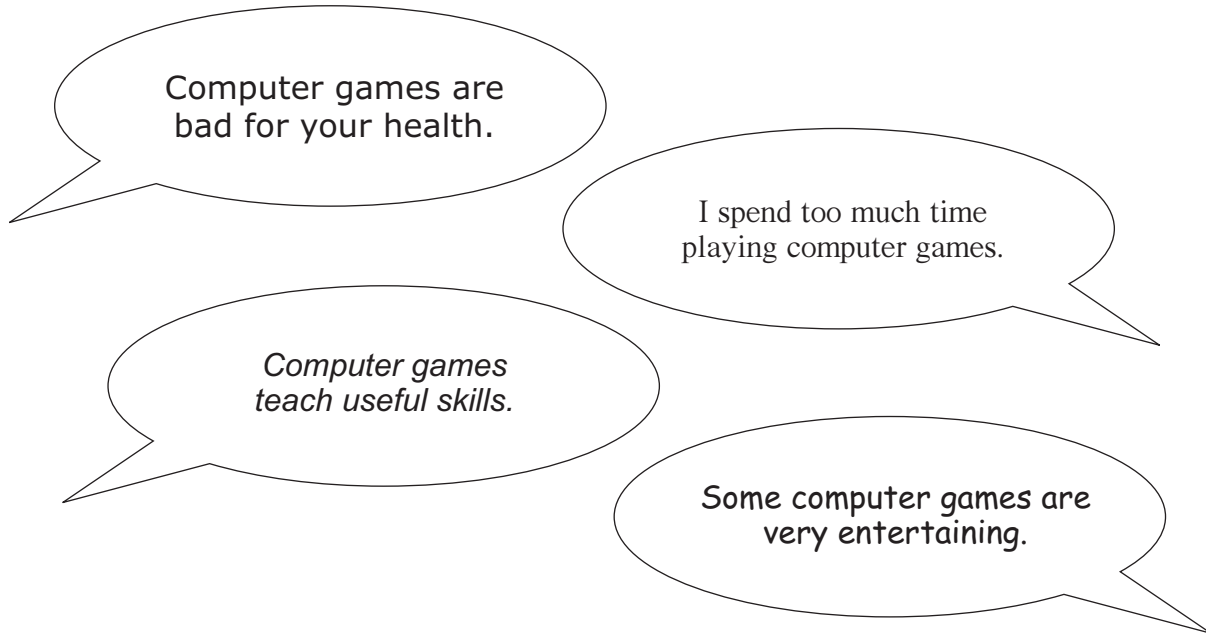 Computer games are
bad for your health.
I spend too much time
playing computer games.
Computer games
teach useful skills.
Some computer games are
very entertaining.